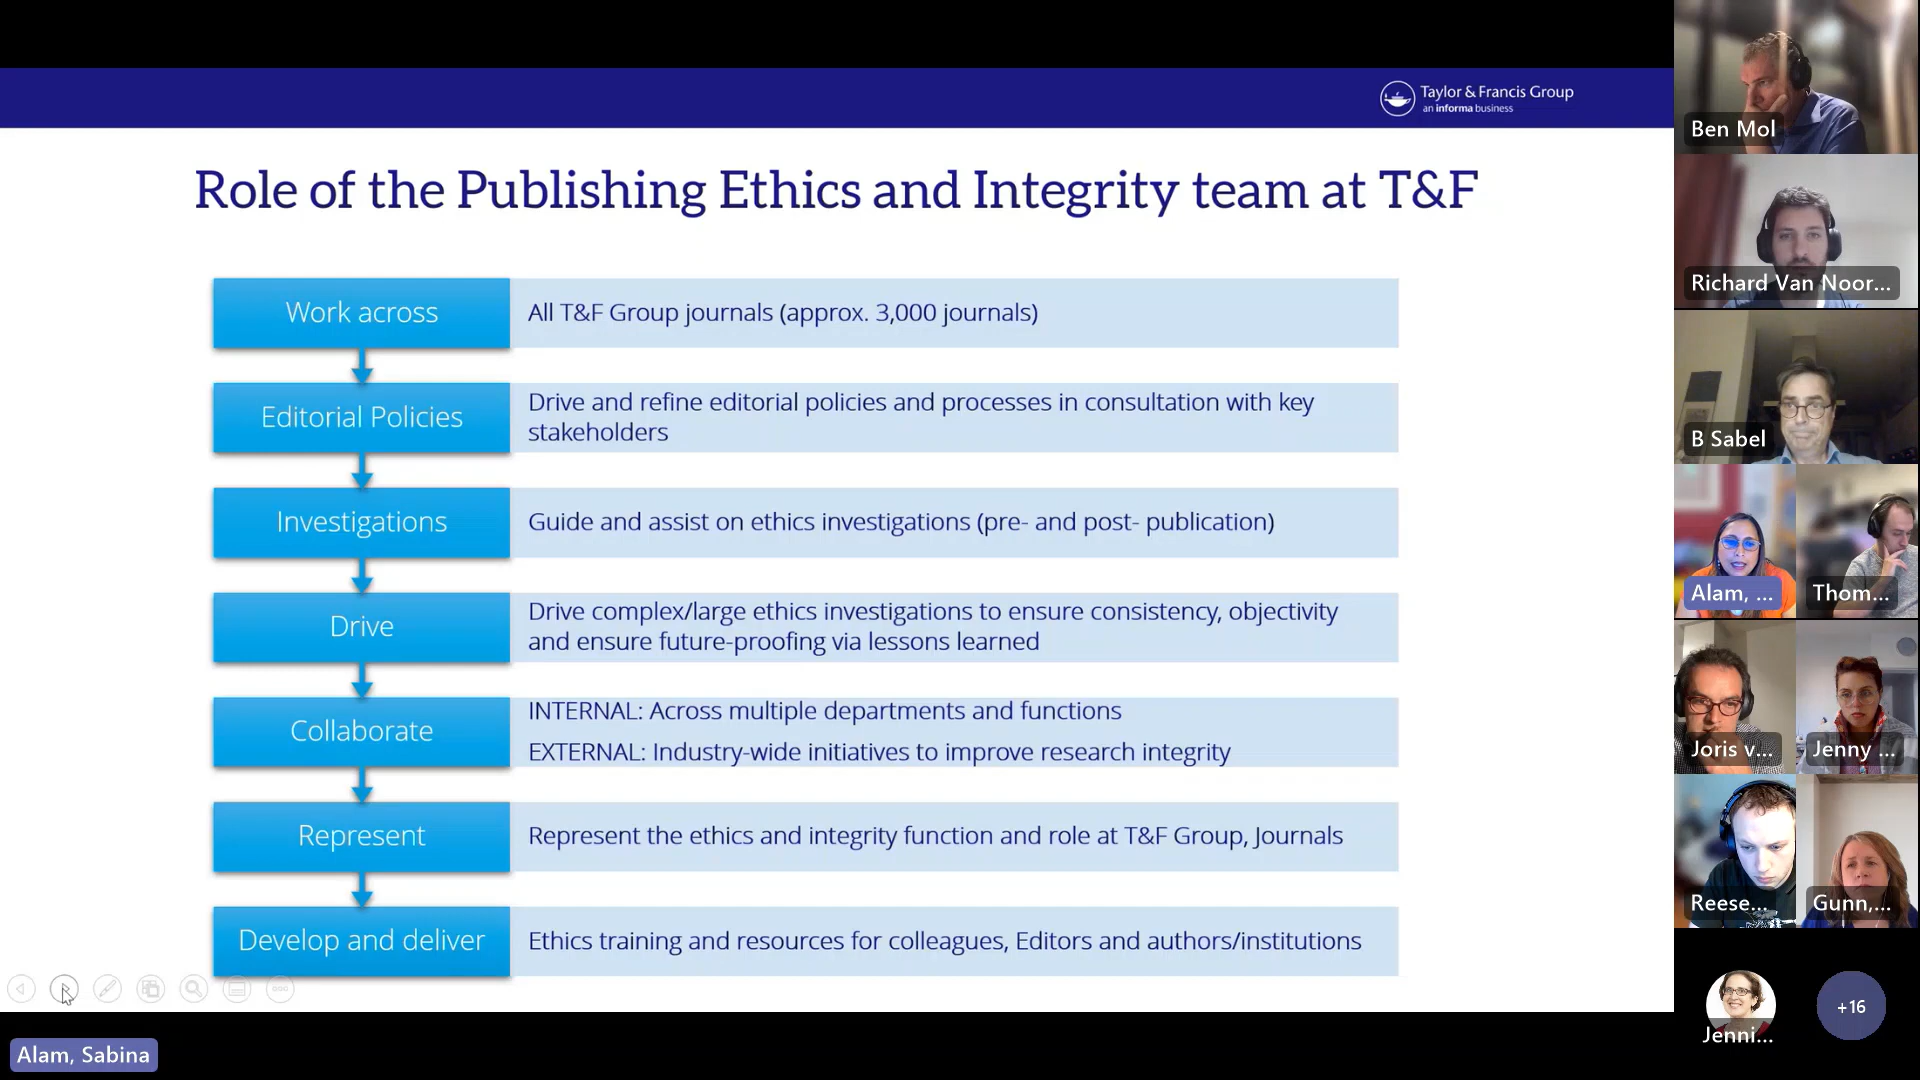 Taylor & Francis Group
an informa business
Role of the Publishing Ethics and Integrity team at T&F
Work across
All T&F Group journals (approx. 3,000 journals)
Editorial Policies
Drive and refine editorial policies and processes in consultation with key
stakeholders
Investigations
Guide and assist on ethics investigations (pre- and post- publication)
Drive
Drive complex/large ethics investigations to ensure consistency, objectivity
and ensure future-proofing via lessons learned
Collaborate
INTERNAL: Across multiple departments and functions
EXTERNAL: Industry-wide initiatives to improve research integrity
Represent
Represent the ethics and integrity function and role at T&F Group, Journals
Develop and deliver
Ethics training and resources for colleagues, Editors and authors/institutions
Alam, Sabina
Ben Mol
Richard Van Noor...
B Sabel
Alam, ...
Thom...
Joris v...
Jenny ...
Reese...
Gunn,...
Jenni...
+16